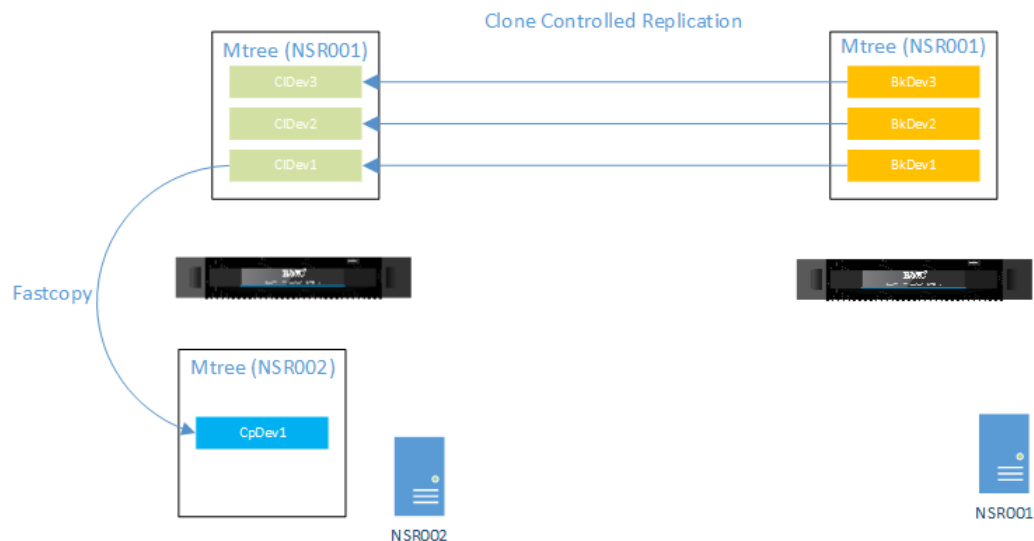 Clone Controlled Replication
Mtree (NSR001)
ClDev3
ClDev2
ClDev1
Mtree (NSR001)
BkDev3
BkDev2
BkDev1
Fastcopy
Mtree (NSR002)
CpDev1
NSR002
NSR001